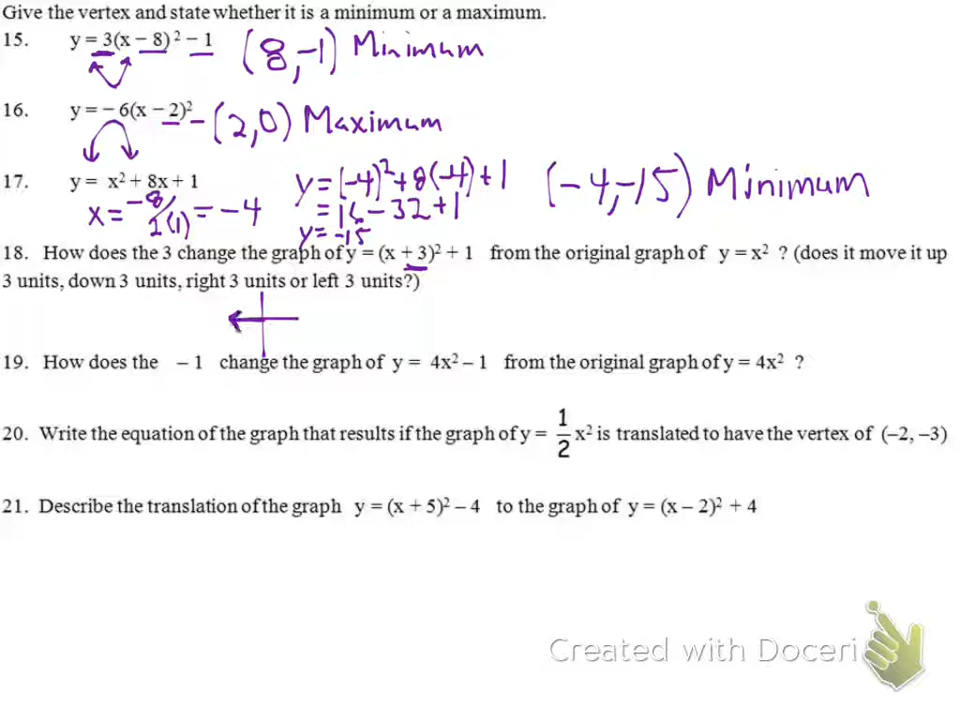 Give the vertex and state whether it is a minimum or a maximum.
15. y = 3(x − 8)² − 1 (8,-1) Minimum
16. y = − 6(x − 2)² (2,0) Maximum
17. y = x² + 8x + 1 y=(-4)²+8(-4)+1 (-4,-15) Minimum
x= -8/2(1) = -4 =16-32+1
y=-15
18. How does the 3 change the graph of y = (x + 3)² + 1 from the original graph of y = x² ? (does it move it up
3 units, down 3 units, right 3 units or left 3 units?)
19. How does the − 1 change the graph of y = 4x² − 1 from the original graph of y = 4x² ?
20. Write the equation of the graph that results if the graph of y = 1/2 x² is translated to have the vertex of (−2, −3)
21. Describe the translation of the graph y = (x + 5)² − 4 to the graph of y = (x − 2)² + 4
Created with Doceri